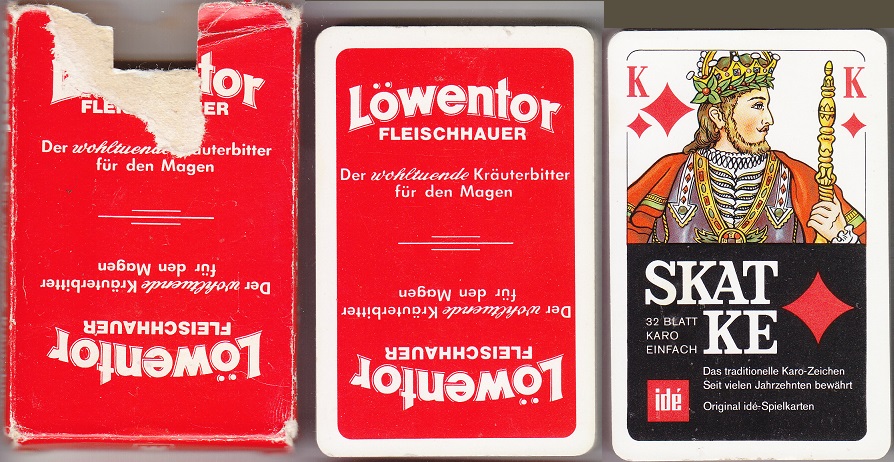 Löwentor
FLEISCHHAUER
Der wohltuende Kräuterbitter
für den Magen
Der wohltuende Kräuterbitter
für den Magen
Löwentor
FLEISCHHAUER
Löwentor
FLEISCHHAUER
Der wohltuende Kräuterbitter
für den Magen
Der wohltuende Kräuterbitter
für den Magen
Löwentor
FLEISCHHAUER
K
K
SKAT
32 BLATT
KARO
EINFACH
KE
Das traditionelle Karo-Zeichen
Seit vielen Jahrzehnten bewährt
idé
Original idé-Spielkarten